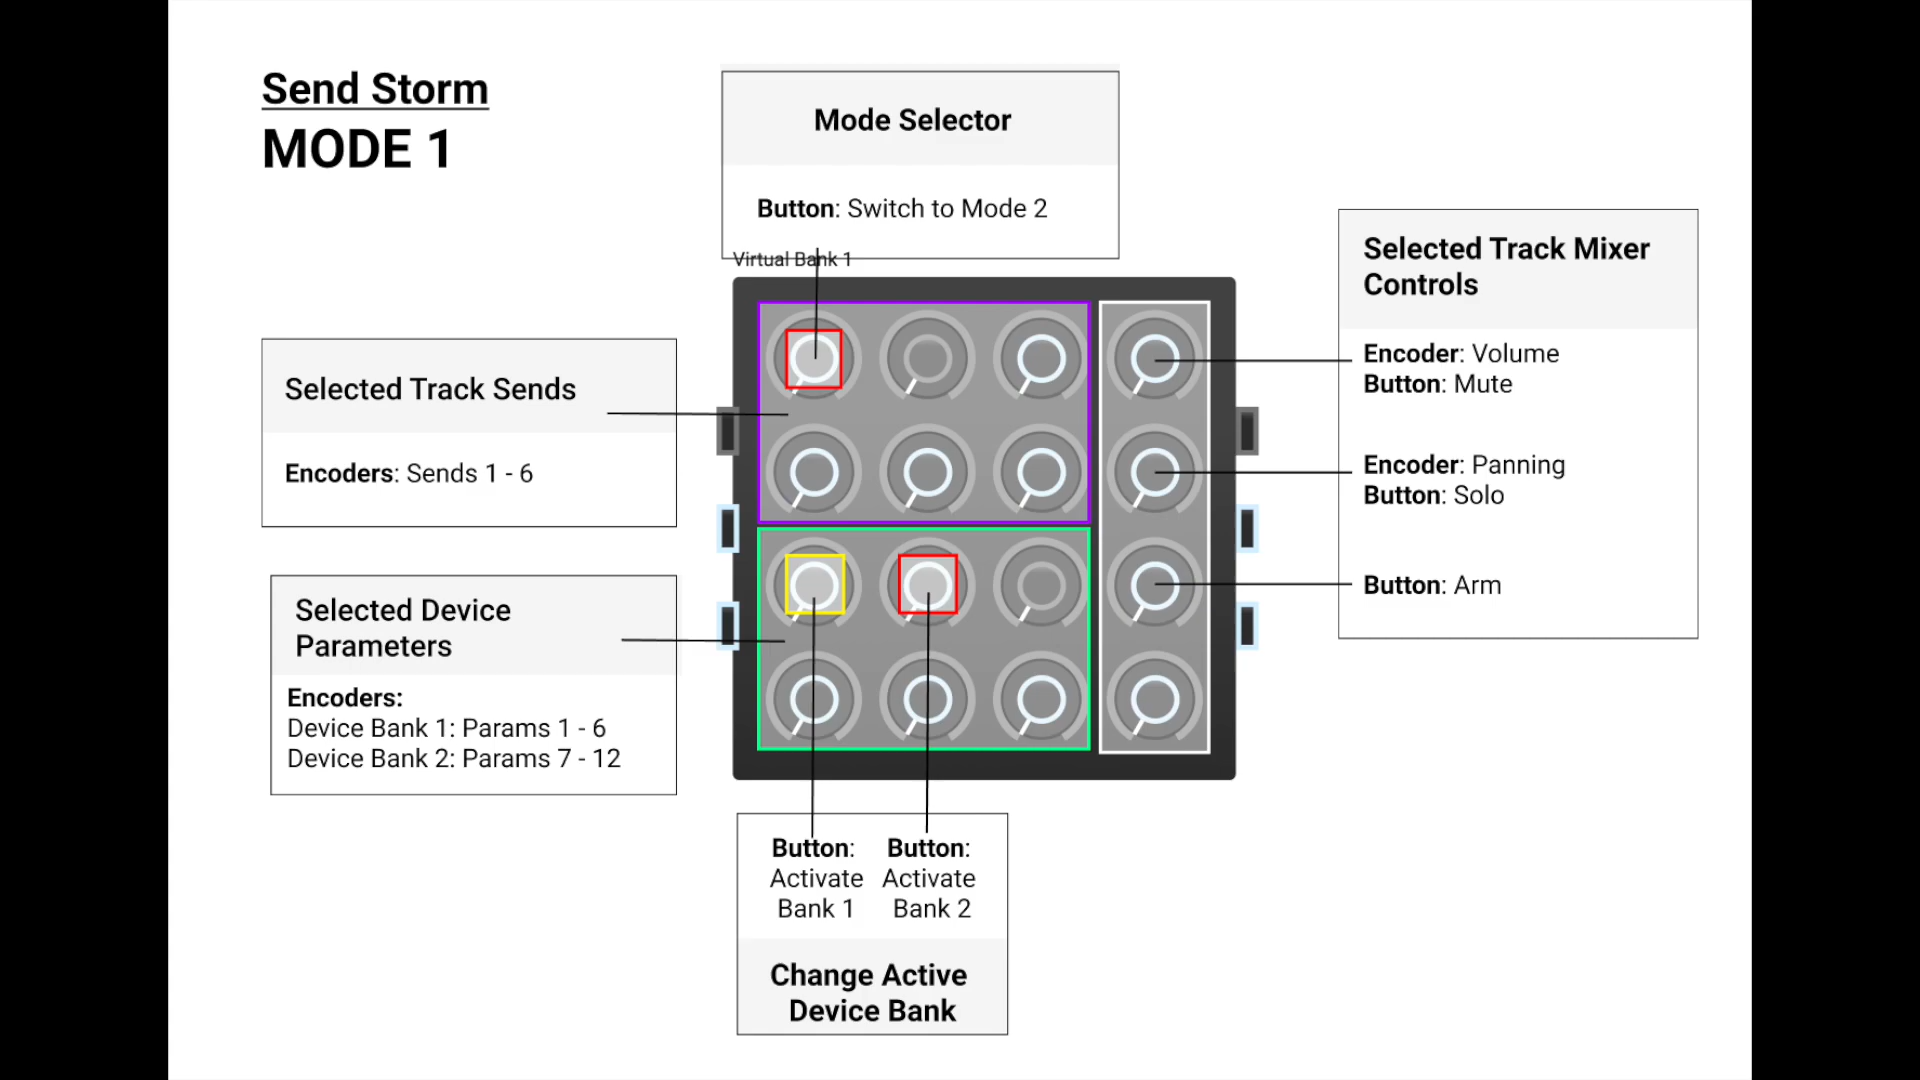 Send Storm
MODE 1
Mode Selector
Button: Switch to Mode 2
Virtual Bank 1
Selected Track Sends
Encoders: Sends 1 - 6
Selected Device
Parameters
Encoders:
Device Bank 1: Params 1 - 6
Device Bank 2: Params 7 - 12
Selected Track Mixer
Controls
Encoder: Volume
Button: Mute
Encoder: Panning
Button: Solo
Button: Arm
Button: Button:
Activate Activate
Bank 1 Bank 2
Change Active
Device Bank